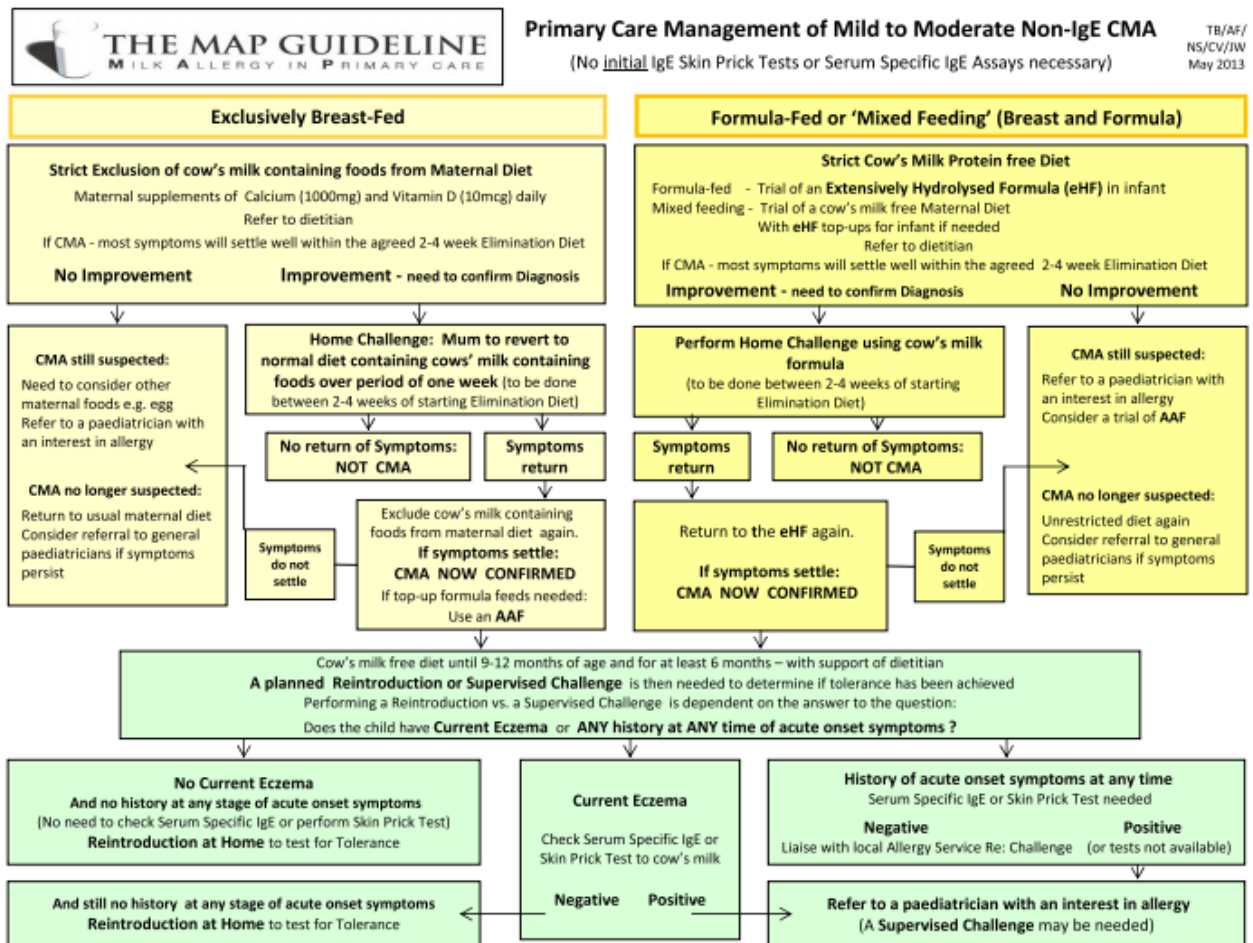 THE MAP GUIDELINE
MILK ALLERGY IN PRIMARY CARE
Primary Care Management of Mild to Moderate Non-IgE CMA
(No initial IgE Skin Prick Tests or Serum Specific IgE Assays necessary)
TB/AF/
NS/CV/JW
May 2013
Exclusively Breast-Fed
Strict Exclusion of cow's milk containing foods from Maternal Diet
Maternal supplements of Calcium (1000mg) and Vitamin D (10mcg) daily
Refer to dietitian
If CMA - most symptoms will settle well within the agreed 2-4 week Elimination Diet
No Improvement
Improvement - need to confirm Diagnosis
CMA still suspected:
Need to consider other
maternal foods e.g. egg
Refer to a paediatrician with
an interest in allergy
CMA no longer suspected:
Return to usual maternal diet
Consider referral to general
paediatricians if symptoms
persist
Home Challenge: Mum to revert to
normal diet containing cows' milk containing
foods over period of one week (to be done
between 2-4 weeks of starting Elimination Diet)
No return of Symptoms:
NOT CMA
Symptoms
return
Symptoms
do not
settle
Exclude cow's milk containing
foods from maternal diet again.
If symptoms settle:
CMA NOW CONFIRMED
If top-up formula feeds needed:
Use an AAF
Formula-Fed or 'Mixed Feeding' (Breast and Formula)
Strict Cow's Milk Protein free Diet
Formula-fed - Trial of an Extensively Hydrolysed Formula (eHF) in infant
Mixed feeding - Trial of a cow's milk free Maternal Diet
With eHF top-ups for infant if needed
Refer to dietitian
If CMA - most symptoms will settle well within the agreed 2-4 week Elimination Diet
Improvement - need to confirm Diagnosis
No Improvement
Perform Home Challenge using cow's milk
formula
(to be done between 2-4 weeks of starting
Elimination Diet)
Symptoms
return
No return of Symptoms:
NOT CMA
Return to the eHF again.
If symptoms settle:
CMA NOW CONFIRMED
Symptoms
do not
settle
CMA still suspected:
Refer to a paediatrician with
an interest in allergy
Consider a trial of AAF
CMA no longer suspected:
Unrestricted diet again
Consider referral to general
paediatricians if symptoms
persist
Cow's milk free diet until 9-12 months of age and for at least 6 months – with support of dietitian
A planned Reintroduction or Supervised Challenge is then needed to determine if tolerance has been achieved
Performing a Reintroduction vs. a Supervised Challenge is dependent on the answer to the question:
Does the child have Current Eczema or ANY history at ANY time of acute onset symptoms ?
No Current Eczema
And no history at any stage of acute onset symptoms
(No need to check Serum Specific IgE or perform Skin Prick Test)
Reintroduction at Home to test for Tolerance
And still no history at any stage of acute onset symptoms
Reintroduction at Home to test for Tolerance
Current Eczema
Check Serum Specific IgE or
Skin Prick Test to cow's milk
Negative Positive
History of acute onset symptoms at any time
Serum Specific IgE or Skin Prick Test needed
Negative Positive
Liaise with local Allergy Service Re: Challenge (or tests not available)
Refer to a paediatrician with an interest in allergy
(A Supervised Challenge may be needed)